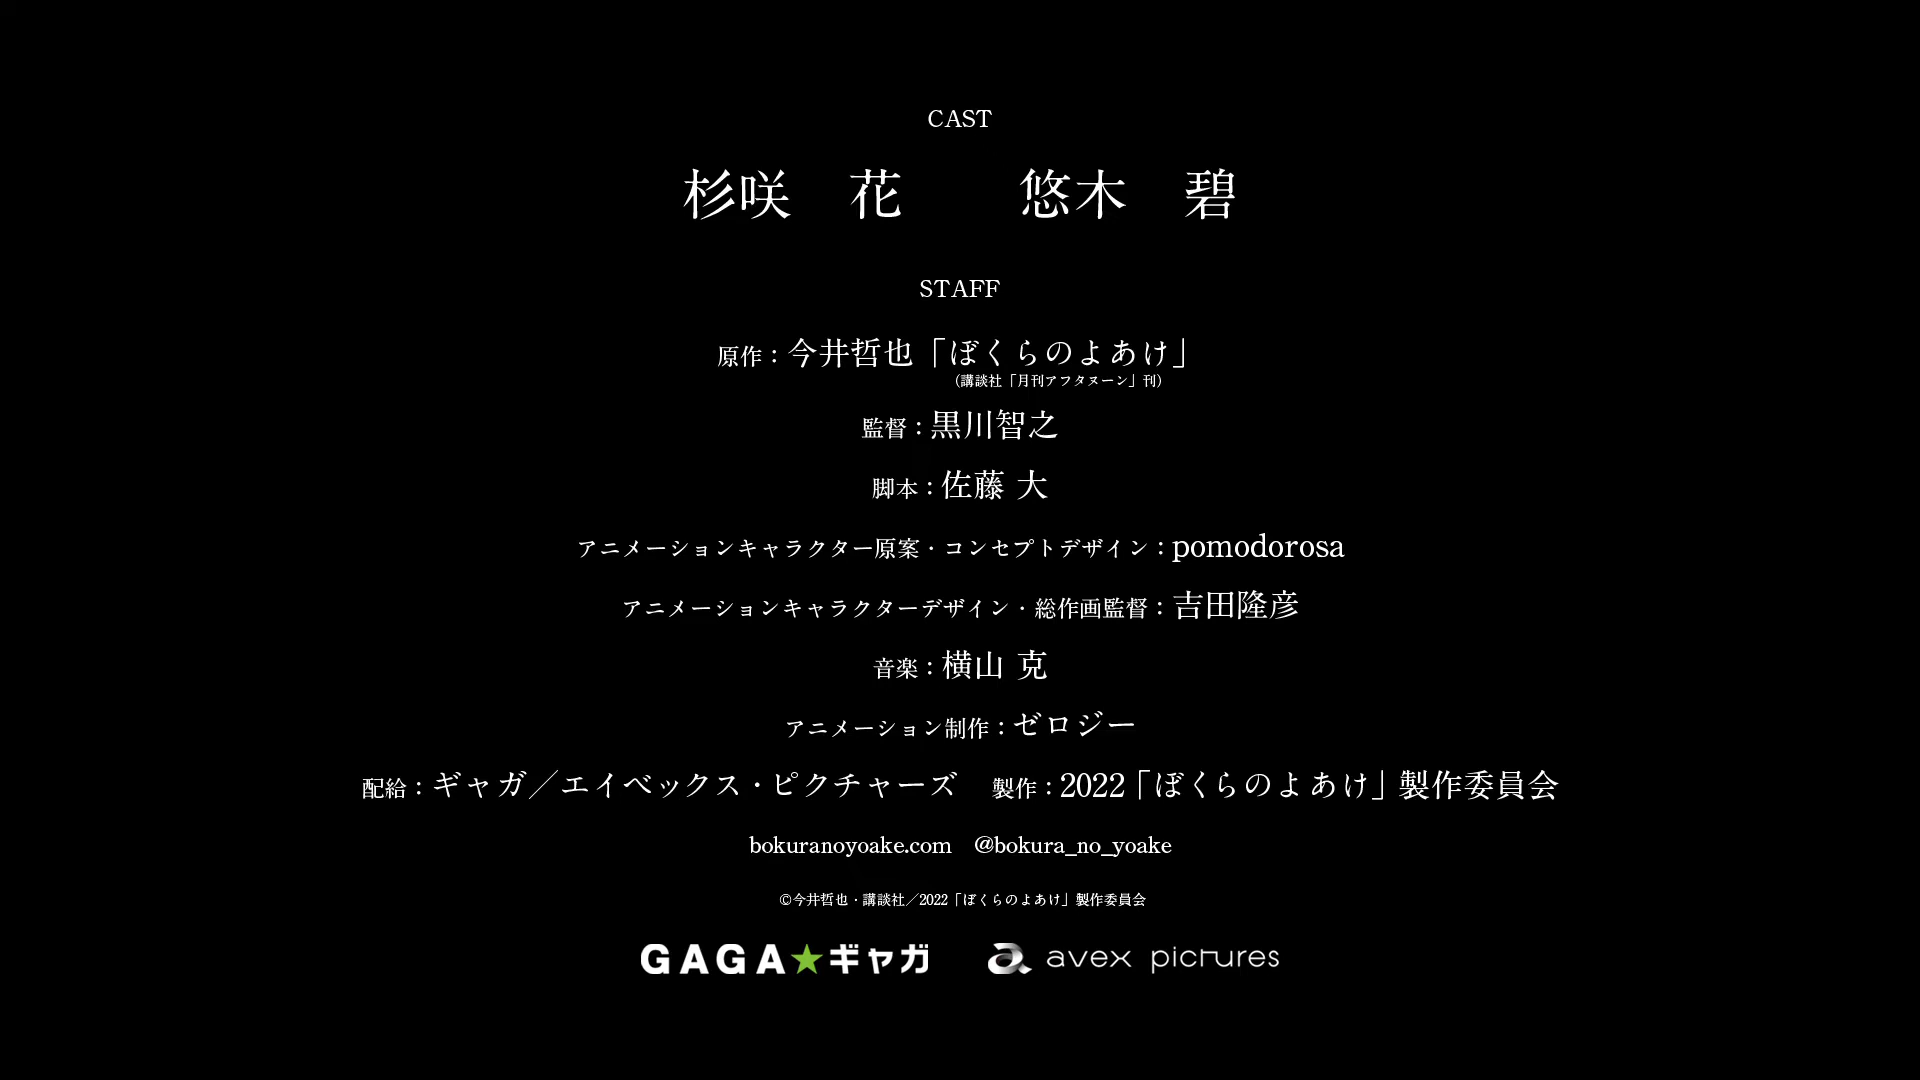 CAST
杉咲　花　　悠木　碧
STAFF
原作：今井哲也「ぼくらのよあけ」
（講談社「月刊アフタヌーン」刊）
監督：黒川智之
脚本：佐藤 大
アニメーションキャラクター原案・コンセプトデザイン：pomodorosa
アニメーションキャラクターデザイン・総作画監督：吉田隆彦
音楽：横山 克
アニメーション制作：ゼロジー
配給：ギャガ／エイベックス・ピクチャーズ　製作：2022「ぼくらのよあけ」製作委員会
bokuranoyoake.com　@bokura_no_yoake
©今井哲也・講談社／2022「ぼくらのよあけ」製作委員会
GAGA★ギャガ　avex pictures